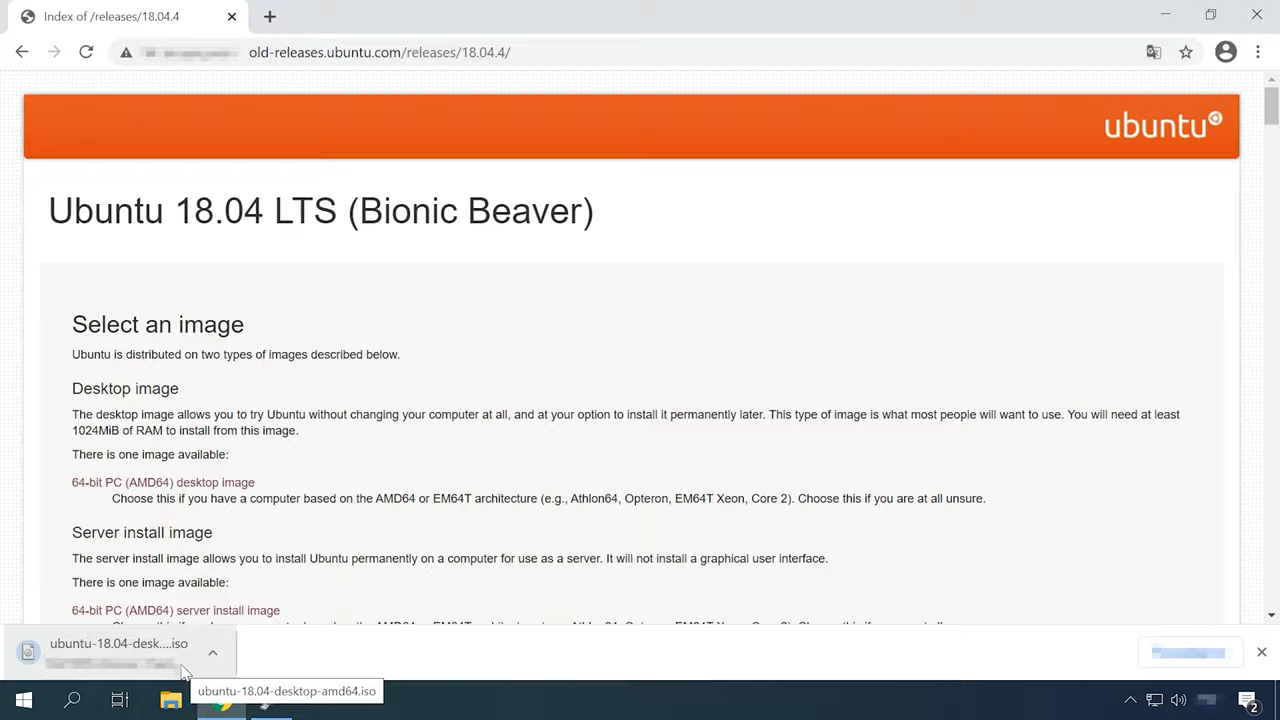 Index of /releases/18.04.4
old-releases.ubuntu.com/releases/18.04.4/
ubuntu
Ubuntu 18.04 LTS (Bionic Beaver)
Select an image
Ubuntu is distributed on two types of images described below.
Desktop image
The desktop image allows you to try Ubuntu without changing your computer at all, and at your option to install it permanently later. This type of image is what most people will want to use. You will need at least
1024MiB of RAM to install from this image.
There is one image available:
64-bit PC (AMD64) desktop image
Choose this if you have a computer based on the AMD64 or EM64T architecture (e.g., Athlon64, Opteron, EM64T Xeon, Core 2). Choose this if you are at all unsure.
Server install image
The server install image allows you to install Ubuntu permanently on a computer for use as a server. It will not install a graphical user interface.
There is one image available:
64-bit PC (AMD64) server install image
ubuntu-18.04-desk....iso
ubuntu-18.04-desktop-amd64.iso
2